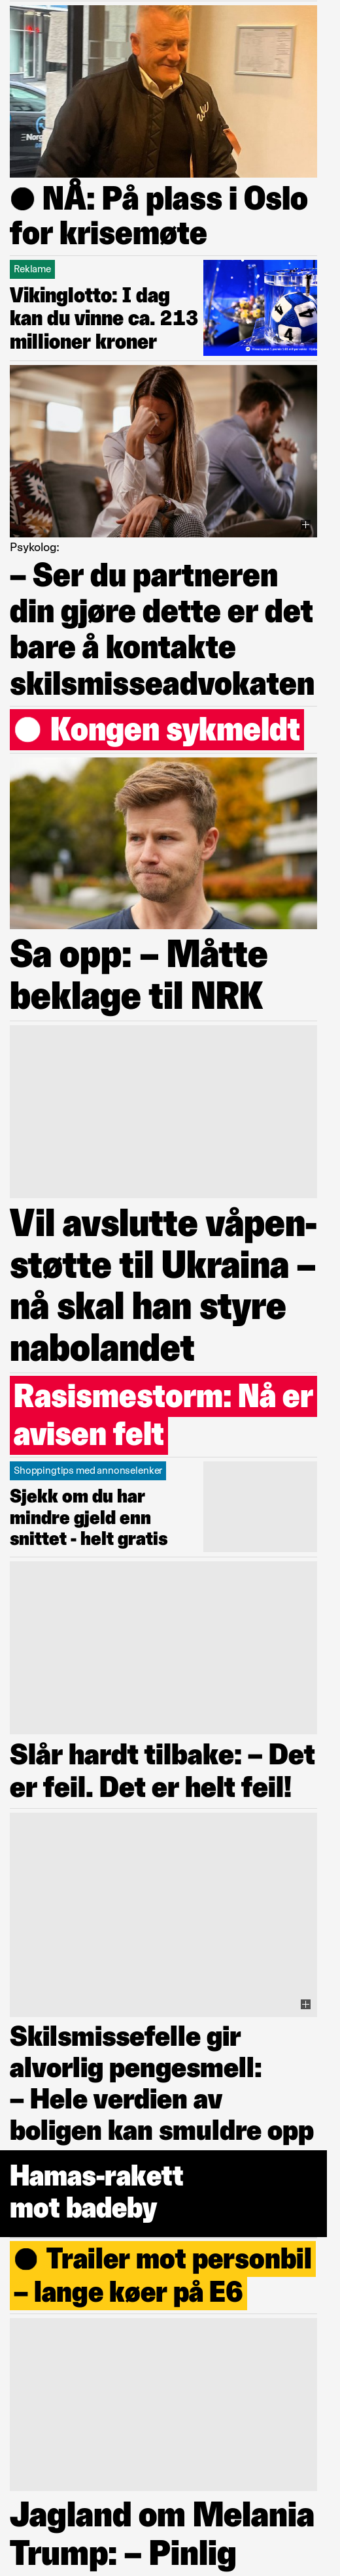 ● NÅ: På plass i Oslo
for krisemøte
Reklame
Vikinglotto: I dag
kan du vinne ca. 213
millioner kroner
4
4
Psykolog:
– Ser du partneren
din gjøre dette er det
bare å kontakte
skilsmisseadvokaten
● Kongen sykmeldt
Sa opp: – Måtte
beklage til NRK
Vil avslutte våpen-
støtte til Ukraina –
nå skal han styre
nabolandet
Rasismestorm: Nå er
avisen felt
Shoppingtips med annonselenker
Sjekk om du har
mindre gjeld enn
snittet - helt gratis
Slår hardt tilbake: – Det
er feil. Det er helt feil!
Skilsmissefelle gir
alvorlig pengesmell:
– Hele verdien av
boligen kan smuldre opp
Hamas-rakett
mot badeby
● Trailer mot personbil
– lange køer på E6
Jagland om Melania
Trump: – Pinlig